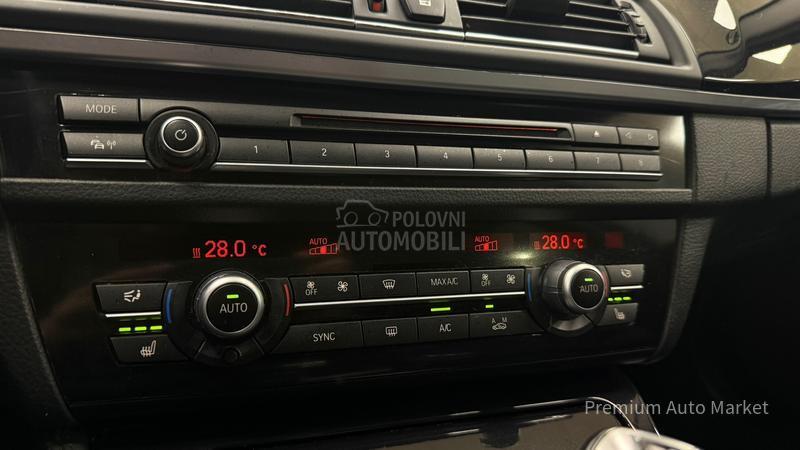 MODE
1 2 3 4 5 6 7 8
POLOVNI
AUTOMOBILI
28.0 °C AUTO AUTO 28.0 °C
AUTO OFF MAX A/C OFF AUTO
SYNC A/C A M
Premium Auto Market